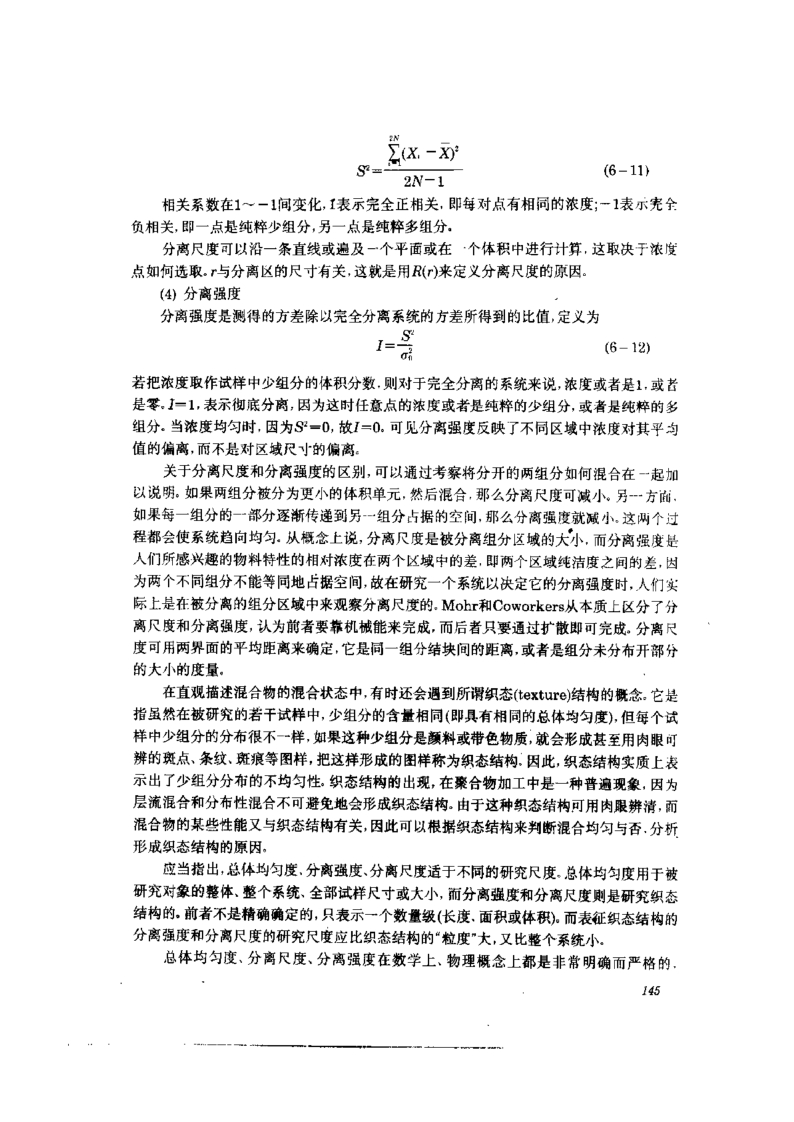 S²=∑_{i=1}^{2N}(X_i－X̄)²/(2N－1) (6－11)
相关系数在1～－1间变化,1表示完全正相关,即每对点有相同的浓度;－1表示完全
负相关,即一点是纯粹少组分,另一点是纯粹多组分。
分离尺度可以沿一条直线或遍及一个平面或在一个体积中进行计算,这取决于浓度
点如何选取。r与分离区的尺寸有关,这就是用R(r)来定义分离尺度的原因。
(4) 分离强度
分离强度是测得的方差除以完全分离系统的方差所得到的比值,定义为
I=S²/σ₀² (6－12)
若把浓度取作试样中少组分的体积分数,则对于完全分离的系统来说,浓度或者是1,或者
是零。I=1,表示彻底分离,因为这时任意点的浓度或者是纯粹的少组分,或者是纯粹的多
组分。当浓度均匀时,因为S²=0,故I=0。可见分离强度反映了不同区域中浓度对其平均
值的偏离,而不是对区域尺寸的偏离。
关于分离尺度和分离强度的区别,可以通过考察将分开的两组分如何混合在一起加
以说明。如果两组分被分为更小的体积单元,然后混合,那么分离尺度可减小。另一方面,
如果每一组分的一部分逐渐传递到另一组分占据的空间,那么分离强度就减小。这两个过
程都会使系统趋向均匀。从概念上说,分离尺度是被分离组分区域的大小,而分离强度是
人们所感兴趣的物料特性的相对浓度在两个区域中的差,即两个区域纯洁度之间的差,因
为两个不同组分不能等同地占据空间,故在研究一个系统以决定它的分离强度时,人们实
际上是在被分离的组分区域中来观察分离尺度的。Mohr和Coworkers从本质上区分了分
离尺度和分离强度,认为前者要靠机械能来完成,而后者只要通过扩散即可完成。分离尺
度可用两界面的平均距离来确定,它是同一组分结块间的距离,或者是组分未分布开部分
的大小的度量。
在直观描述混合物的混合状态中,有时还会遇到所谓织态(texture)结构的概念。它是
指虽然在被研究的若干试样中,少组分的含量相同(即具有相同的总体均匀度),但每个试
样中少组分的分布很不一样,如果这种少组分是颜料或带色物质,就会形成甚至用肉眼可
辨的斑点、条纹、斑痕等图样,把这样形成的图样称为织态结构。因此,织态结构实质上表
示出了少组分分布的不均匀性。织态结构的出现,在聚合物加工中是一种普遍现象,因为
层流混合和分布性混合不可避免地会形成织态结构。由于这种织态结构可用肉眼辨清,而
混合物的某些性能又与织态结构有关,因此可以根据织态结构来判断混合均匀与否,分析
形成织态结构的原因。
应当指出,总体均匀度、分离强度、分离尺度适于不同的研究尺度。总体均匀度用于被
研究对象的整体、整个系统、全部试样尺寸或大小,而分离强度和分离尺度则是研究织态
结构的。前者不是精确确定的,只表示一个数量级(长度、面积或体积)。而表征织态结构的
分离强度和分离尺度的研究尺度应比织态结构的“粒度”大,又比整个系统小。
总体均匀度、分离尺度、分离强度在数学上、物理概念上都是非常明确而严格的,
145